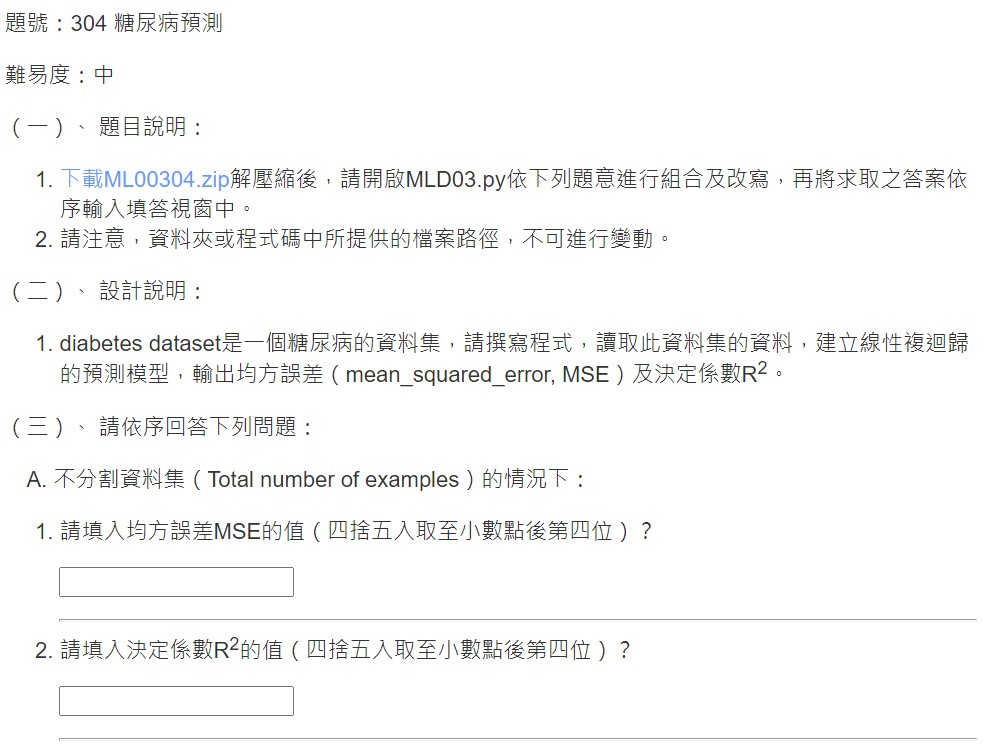 題號：304 糖尿病預測
難易度：中
（一）、 題目說明：
1. 下載ML00304.zip解壓縮後，請開啟MLD03.py依下列題意進行組合及改寫，再將求取之答案依
序輸入填答視窗中。
2. 請注意，資料夾或程式碼中所提供的檔案路徑，不可進行變動。
（二）、 設計說明：
1. diabetes dataset是一個糖尿病的資料集，請撰寫程式，讀取此資料集的資料，建立線性複迴歸
的預測模型，輸出均方誤差（mean_squared_error, MSE）及決定係數R²。
（三）、 請依序回答下列問題：
A. 不分割資料集（Total number of examples）的情況下：
1. 請填入均方誤差MSE的值（四捨五入取至小數點後第四位）？
2. 請填入決定係數R²的值（四捨五入取至小數點後第四位）？